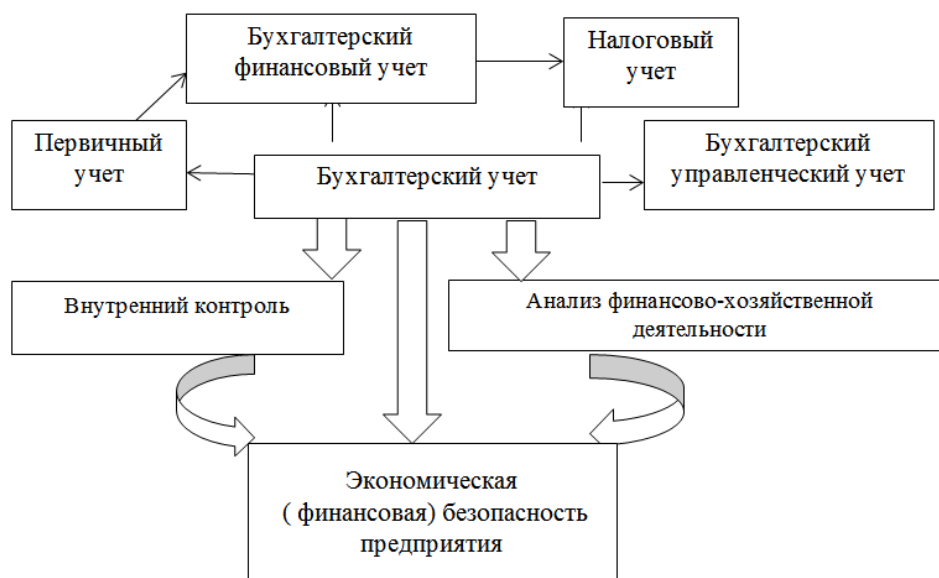 Бухгалтерский
финансовый учет
Налоговый
учет
Первичный
учет
Бухгалтерский учет
Бухгалтерский
управленческий учет
Внутренний контроль
Анализ финансово-хозяйственной
деятельности
Экономическая
( финансовая) безопасность
предприятия